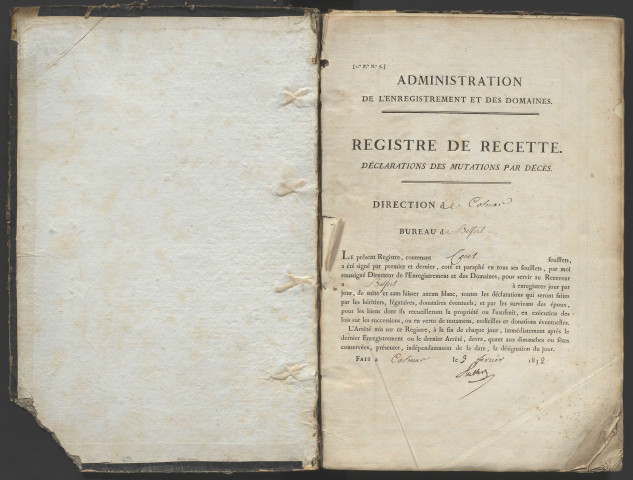 ADMINISTRATION
DE L'ENREGISTREMENT ET DES DOMAINES.
REGISTRE DE RECETTE.
DÉCLARATIONS DES MUTATIONS PAR DÉCÈS.
DIRECTION de Colmar
BUREAU de Belfort
LE présent Registre, contenant Cent feuillets,
a été signé par premier et dernier, coté et paraphé en tous ses feuillets, par moi
soussigné Directeur de l'Enregistrement et des Domaines, pour servir au Receveur
à Belfort à enregistrer jour par
jour, de suite et sans laisser aucun blanc, toutes les déclarations qui seront faites
par les héritiers, légataires, donataires éventuels, et par les survivans des époux,
pour les biens dont ils recueilleront la propriété ou l'usufruit, en exécution des
lois sur les successions, ou en vertu de testamens, codicilles et donations éventuelles.
L'Arrêté mis sur ce Registre, à la fin de chaque jour, immédiatement après le
dernier Enregistrement ou le dernier Arrêté, devra, quant aux dimanches ou fêtes
conservées, présenter, indépendamment de la date, la désignation du jour.
FAIT à Colmar le 3 février 1812